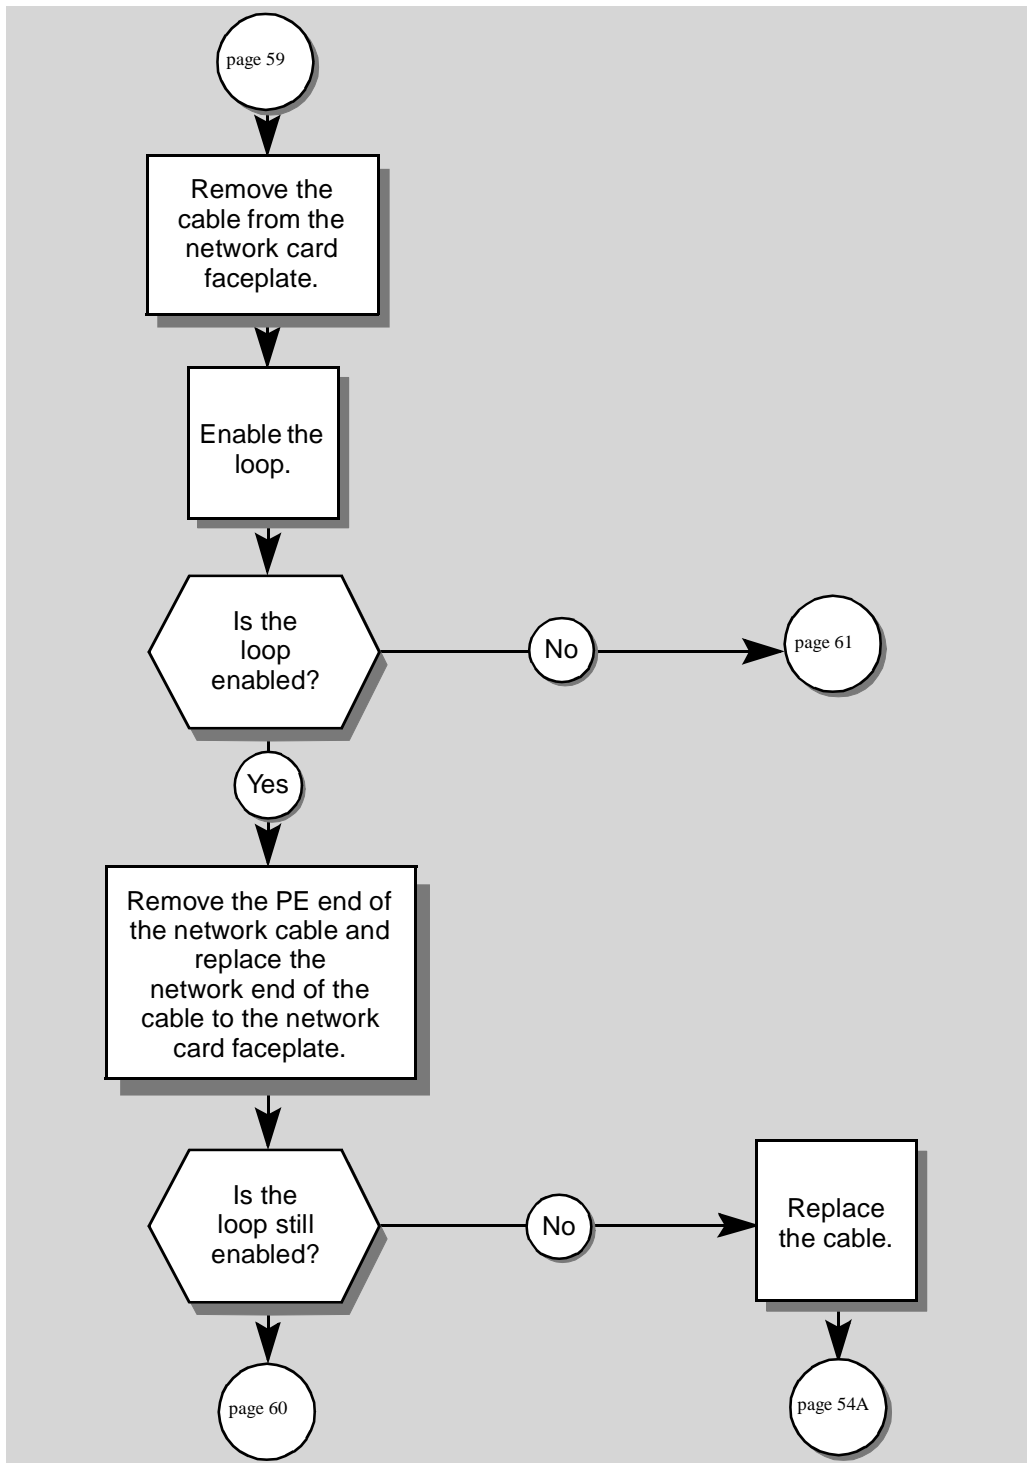 page 59
Remove the
cable from the
network card
faceplate.
Enable the
loop.
Is the
loop
enabled?
No
page 61
Yes
Remove the PE end of
the network cable and
replace the
network end of the
cable to the network
card faceplate.
Is the
loop still
enabled?
No
Replace
the cable.
page 60
page 54A